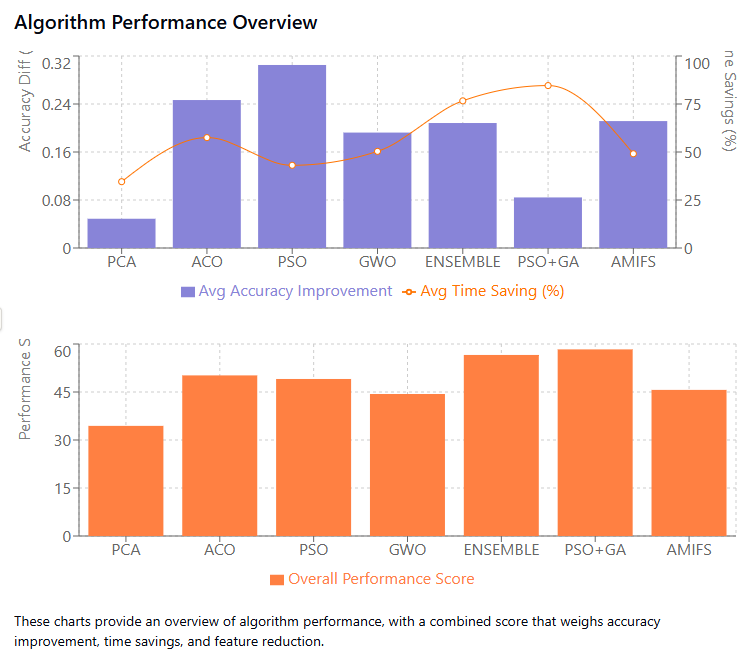 Algorithm Performance Overview
Accuracy Diff (
0.32
0.24
0.16
0.08
0
100
75
50
25
0
ne Savings (%)
PCA ACO PSO GWO ENSEMBLE PSO+GA AMIFS
Avg Accuracy Improvement Avg Time Saving (%)
Performance S
60
45
30
15
0
PCA ACO PSO GWO ENSEMBLE PSO+GA AMIFS
Overall Performance Score
These charts provide an overview of algorithm performance, with a combined score that weighs accuracy
improvement, time savings, and feature reduction.